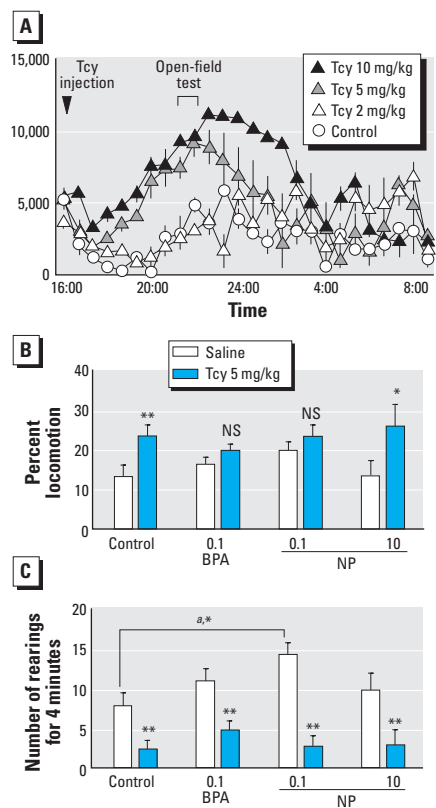 A
15,000
10,000
5,000
0
Tcy
injection
Open-field
test
Tcy 10 mg/kg
Tcy 5 mg/kg
Tcy 2 mg/kg
Control
16:00 20:00 24:00 4:00 8:00
Time
B
Saline
Tcy 5 mg/kg
Percent
locomotion
40
30
20
10
0
**
NS
NS
*
Control 0.1 0.1 10
BPA NP
C
Number of rearings
for 4 minutes
20
15
10
5
0
a,*
**
**
**
**
Control 0.1 0.1 10
BPA NP